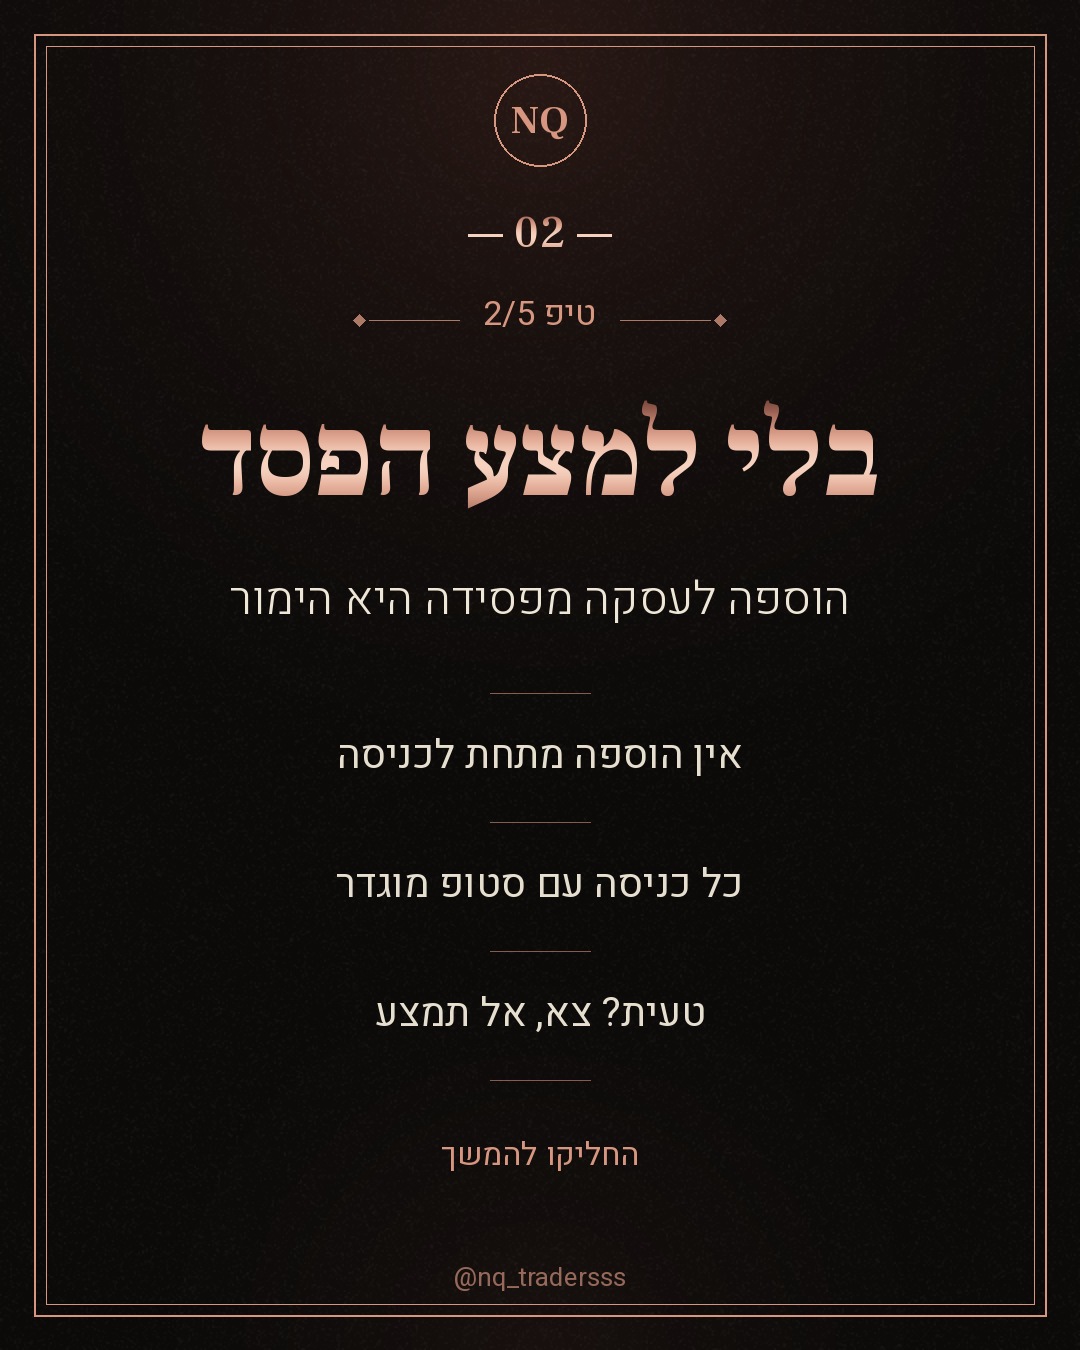 NQ
— 02 —
טיפ 2/5
בלי למצע הפסד
הוספה לעסקה מפסידה היא הימור
אין הוספה מתחת לכניסה
כל כניסה עם סטופ מוגדר
טעית? צא, אל תמצע
החליקו להמשך
@nq_tradersss